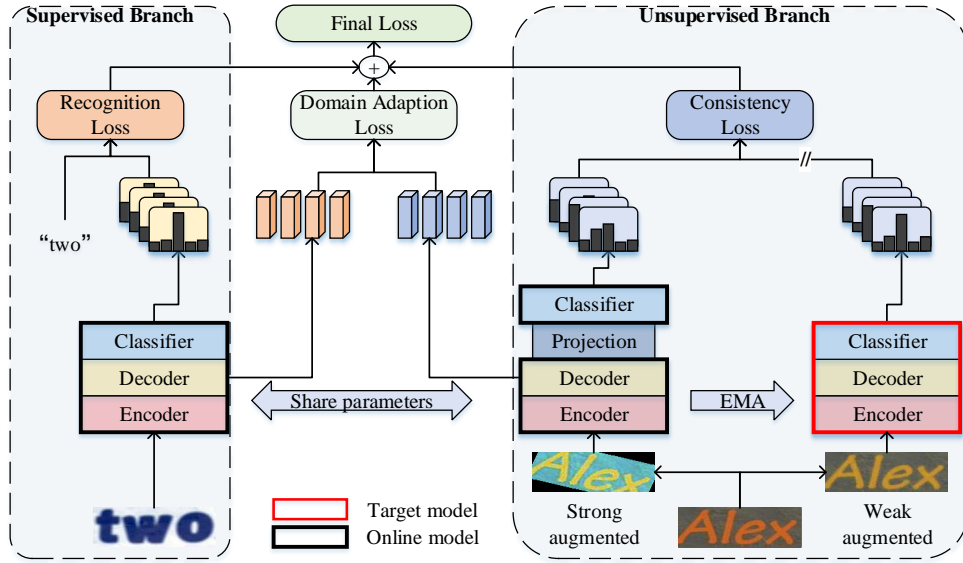 Supervised Branch
Final Loss
Unsupervised Branch
+
Recognition
Loss
Domain Adaption
Loss
Consistency
Loss
//
“two”
Classifier
Decoder
Encoder
Share parameters
Classifier
Projection
Decoder
Encoder
EMA
Classifier
Decoder
Encoder
two
Alex
Alex
Alex
Strong
augmented
Weak
augmented
Target model
Online model